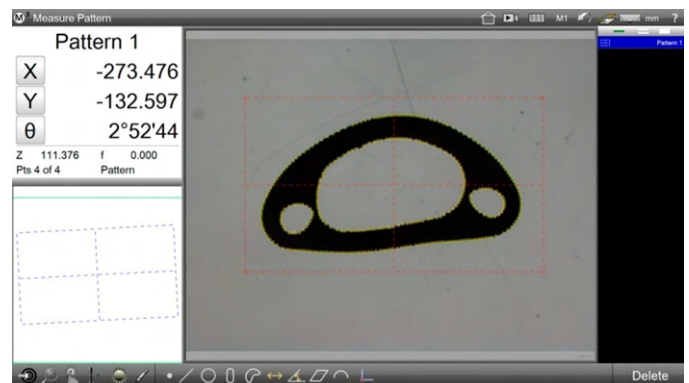 M3 Measure Pattern
M1
mm
?
Pattern 1
X -273.476
Y -132.597
θ 2°52'44
Z 111.376 f 0.000
Pts 4 of 4 Pattern
Pattern 1
Delete